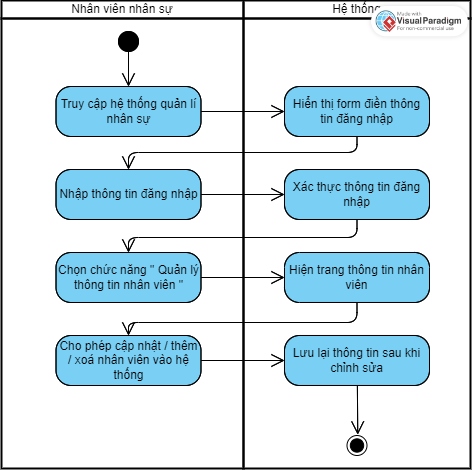 Nhân viên nhân sự
Hệ thống
Made with
Visual Paradigm
For non-commercial use
Truy cập hệ thống quản lí
nhân sự
Hiển thị form điền thông
tin đăng nhập
Nhập thông tin đăng nhập
Xác thực thông tin đăng
nhập
Chọn chức năng " Quản lý
thông tin nhân viên "
Hiện trang thông tin nhân
viên
Cho phép cập nhật / thêm
/ xoá nhân viên vào hệ
thống
Lưu lại thông tin sau khi
chỉnh sửa